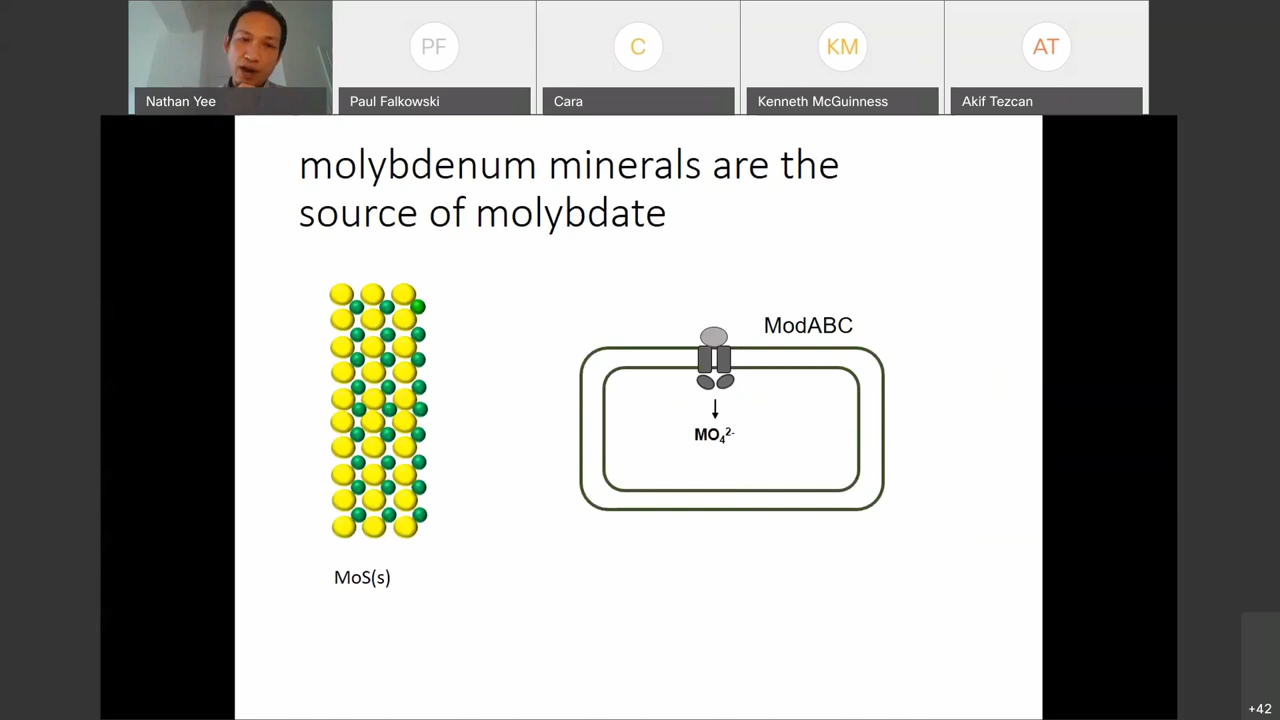 PF
C
KM
AT
Nathan Yee
Paul Falkowski
Cara
Kenneth McGuinness
Akif Tezcan
molybdenum minerals are the
source of molybdate
ModABC
MO₄²⁻
MoS(s)
+42